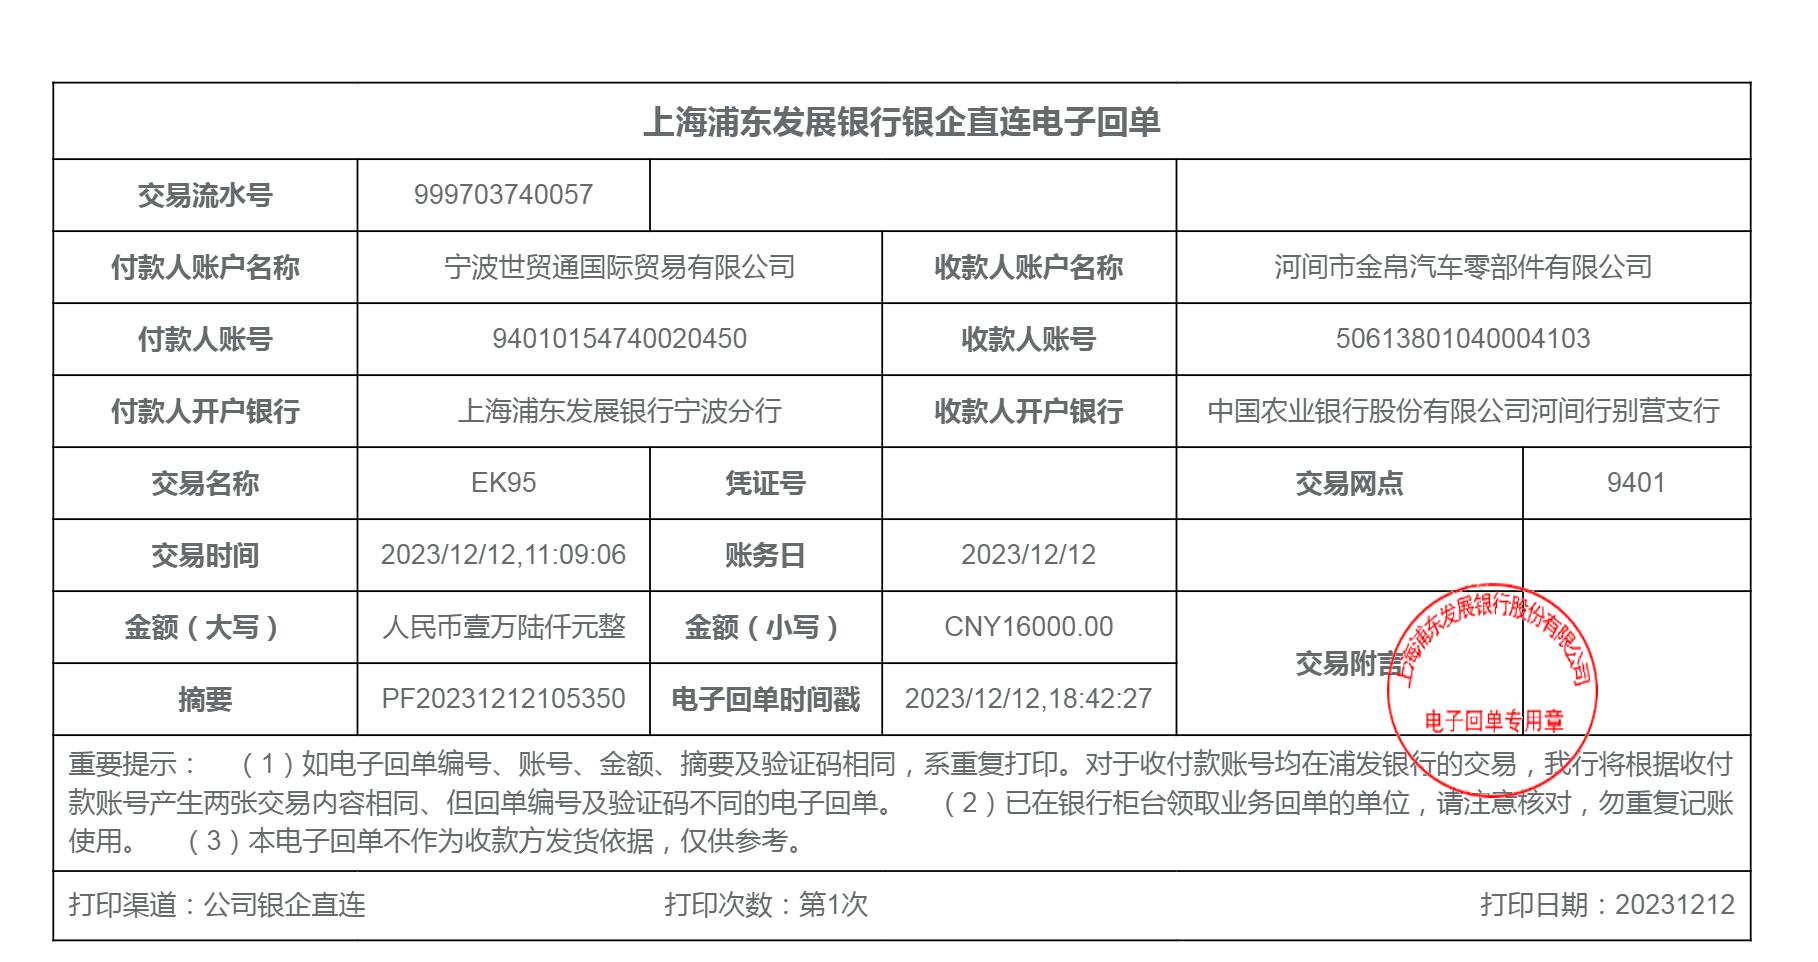 上海浦东发展银行银企直连电子回单
交易流水号 999703740057
付款人账户名称 宁波世贸通国际贸易有限公司 收款人账户名称 河间市金帛汽车零部件有限公司
付款人账号 94010154740020450 收款人账号 50613801040004103
付款人开户银行 上海浦东发展银行宁波分行 收款人开户银行 中国农业银行股份有限公司河间行别营支行
交易名称 EK95 凭证号 交易网点 9401
交易时间 2023/12/12,11:09:06 账务日 2023/12/12
金额（大写） 人民币壹万陆仟元整 金额（小写） CNY16000.00
交易附言
摘要 PF20231212105350 电子回单时间戳 2023/12/12,18:42:27
上海浦东发展银行股份有限公司
电子回单专用章
重要提示： （1）如电子回单编号、账号、金额、摘要及验证码相同，系重复打印。对于收付款账号均在浦发银行的交易，我行将根据收付
款账号产生两张交易内容相同、但回单编号及验证码不同的电子回单。 （2）已在银行柜台领取业务回单的单位，请注意核对，勿重复记账
使用。 （3）本电子回单不作为收款方发货依据，仅供参考。
打印渠道：公司银企直连 打印次数：第1次 打印日期：20231212